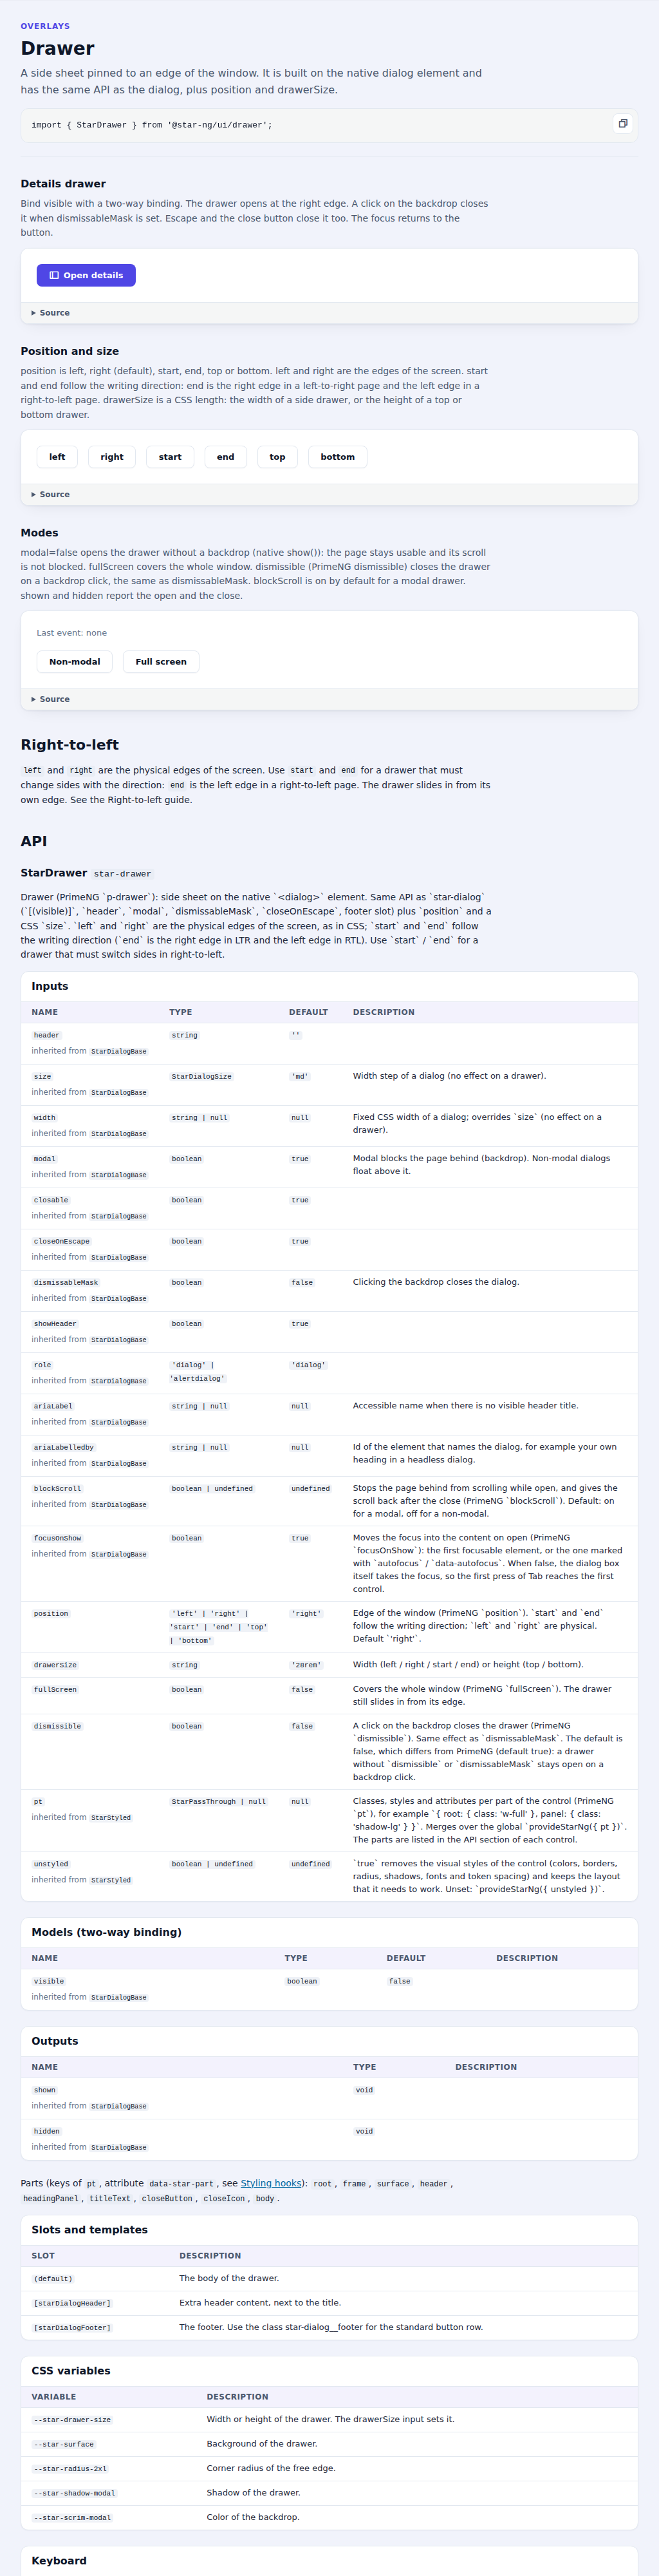 OVERLAYS
Drawer
A side sheet pinned to an edge of the window. It is built on the native dialog element and
has the same API as the dialog, plus position and drawerSize.
import { StarDrawer } from '@star-ng/ui/drawer';
Details drawer
Bind visible with a two-way binding. The drawer opens at the right edge. A click on the backdrop closes
it when dismissableMask is set. Escape and the close button close it too. The focus returns to the
button.
Open details
Source
Position and size
position is left, right (default), start, end, top or bottom. left and right are the edges of the screen. start
and end follow the writing direction: end is the right edge in a left-to-right page and the left edge in a
right-to-left page. drawerSize is a CSS length: the width of a side drawer, or the height of a top or
bottom drawer.
left right start end top bottom
Source
Modes
modal=false opens the drawer without a backdrop (native show()): the page stays usable and its scroll
is not blocked. fullScreen covers the whole window. dismissible (PrimeNG dismissible) closes the drawer
on a backdrop click, the same as dismissableMask. blockScroll is on by default for a modal drawer.
shown and hidden report the open and the close.
Last event: none
Non-modal Full screen
Source
Right-to-left
left and right are the physical edges of the screen. Use start and end for a drawer that must
change sides with the direction: end is the left edge in a right-to-left page. The drawer slides in from its
own edge. See the Right-to-left guide.
API
StarDrawer star-drawer
Drawer (PrimeNG `p-drawer`): side sheet on the native `<dialog>` element. Same API as `star-dialog`
(`[(visible)]`, `header`, `modal`, `dismissableMask`, `closeOnEscape`, footer slot) plus `position` and a
CSS `size`. `left` and `right` are the physical edges of the screen, as in CSS; `start` and `end` follow
the writing direction (`end` is the right edge in LTR and the left edge in RTL). Use `start` / `end` for a
drawer that must switch sides in right-to-left.
Inputs
NAME TYPE DEFAULT DESCRIPTION
header string ''
inherited from StarDialogBase
size StarDialogSize 'md' Width step of a dialog (no effect on a drawer).
inherited from StarDialogBase
width string | null null Fixed CSS width of a dialog; overrides `size` (no effect on a
drawer).
inherited from StarDialogBase
modal boolean true Modal blocks the page behind (backdrop). Non-modal dialogs
float above it.
inherited from StarDialogBase
closable boolean true
inherited from StarDialogBase
closeOnEscape boolean true
inherited from StarDialogBase
dismissableMask boolean false Clicking the backdrop closes the dialog.
inherited from StarDialogBase
showHeader boolean true
inherited from StarDialogBase
role 'dialog' | 'dialog'
'alertdialog'
inherited from StarDialogBase
ariaLabel string | null null Accessible name when there is no visible header title.
inherited from StarDialogBase
ariaLabelledby string | null null Id of the element that names the dialog, for example your own
heading in a headless dialog.
inherited from StarDialogBase
blockScroll boolean | undefined undefined Stops the page behind from scrolling while open, and gives the
scroll back after the close (PrimeNG `blockScroll`). Default: on
inherited from StarDialogBase
for a modal, off for a non-modal.
focusOnShow boolean true Moves the focus into the content on open (PrimeNG
`focusOnShow`): the first focusable element, or the one marked
inherited from StarDialogBase
with `autofocus` / `data-autofocus`. When false, the dialog box
itself takes the focus, so the first press of Tab reaches the first
control.
position 'left' | 'right' | 'right' Edge of the window (PrimeNG `position`). `start` and `end`
'start' | 'end' | 'top' follow the writing direction; `left` and `right` are physical.
| 'bottom' Default `'right'`.
drawerSize string '28rem' Width (left / right / start / end) or height (top / bottom).
fullScreen boolean false Covers the whole window (PrimeNG `fullScreen`). The drawer
still slides in from its edge.
dismissible boolean false A click on the backdrop closes the drawer (PrimeNG
`dismissible`). Same effect as `dismissableMask`. The default is
false, which differs from PrimeNG (default true): a drawer
without `dismissible` or `dismissableMask` stays open on a
backdrop click.
pt StarPassThrough | null null Classes, styles and attributes per part of the control (PrimeNG
`pt`), for example `{ root: { class: 'w-full' }, panel: { class:
inherited from StarStyled
'shadow-lg' } }`. Merges over the global `provideStarNg({ pt })`.
The parts are listed in the API section of each control.
unstyled boolean | undefined undefined `true` removes the visual styles of the control (colors, borders,
radius, shadows, fonts and token spacing) and keeps the layout
inherited from StarStyled
that it needs to work. Unset: `provideStarNg({ unstyled })`.
Models (two-way binding)
NAME TYPE DEFAULT DESCRIPTION
visible boolean false
inherited from StarDialogBase
Outputs
NAME TYPE DESCRIPTION
shown void
inherited from StarDialogBase
hidden void
inherited from StarDialogBase
Parts (keys of pt, attribute data-star-part, see Styling hooks): root, frame, surface, header,
headingPanel, titleText, closeButton, closeIcon, body.
Slots and templates
SLOT DESCRIPTION
(default) The body of the drawer.
[starDialogHeader] Extra header content, next to the title.
[starDialogFooter] The footer. Use the class star-dialog__footer for the standard button row.
CSS variables
VARIABLE DESCRIPTION
--star-drawer-size Width or height of the drawer. The drawerSize input sets it.
--star-surface Background of the drawer.
--star-radius-2xl Corner radius of the free edge.
--star-shadow-modal Shadow of the drawer.
--star-scrim-modal Color of the backdrop.
Keyboard